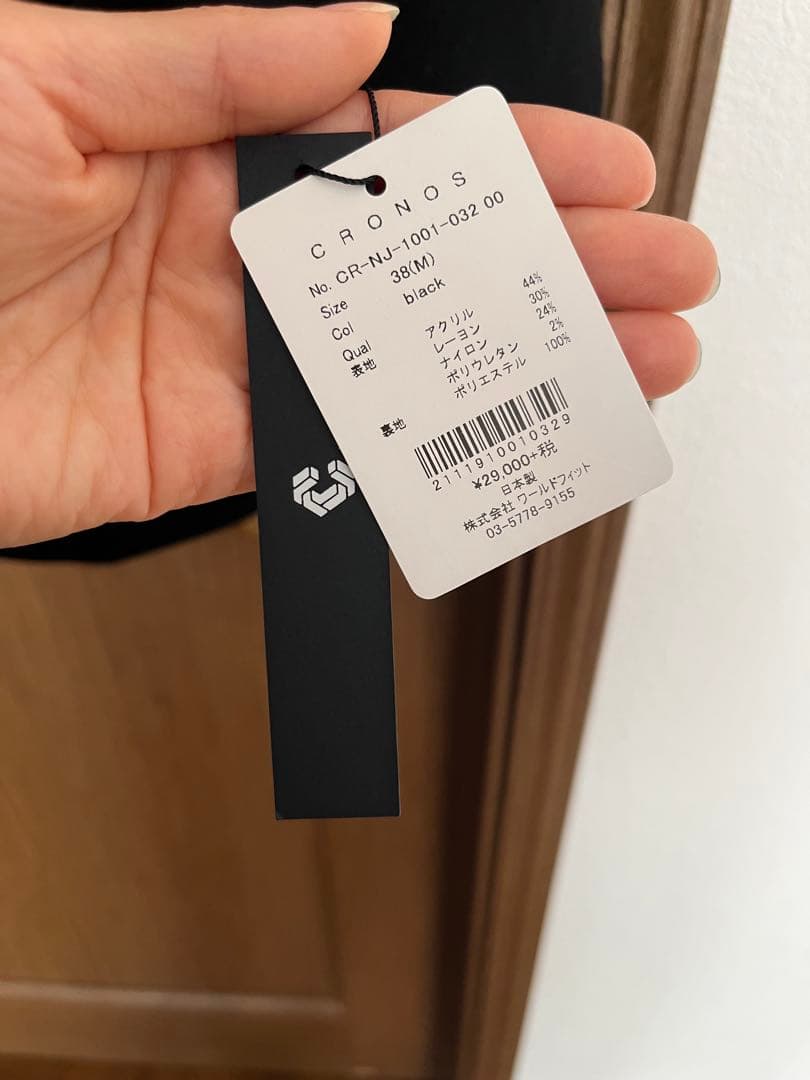 CRONOS
No. CR-NJ-1001-032 00
Size 38(M)
Col black
Qual
表地 アクリル 44%
レーヨン 30%
ナイロン 24%
ポリウレタン 2%
裏地 ポリエステル 100%
2111910010329
¥29,000+税
日本製
株式会社 ワールドフィット
03-5778-9155